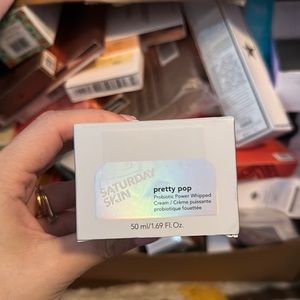 SATURDAY
SKIN
pretty pop
Probiotic Power Whipped
Cream / Crème puissante
probiotique fouettée
50 ml/1.69 Fl. Oz.